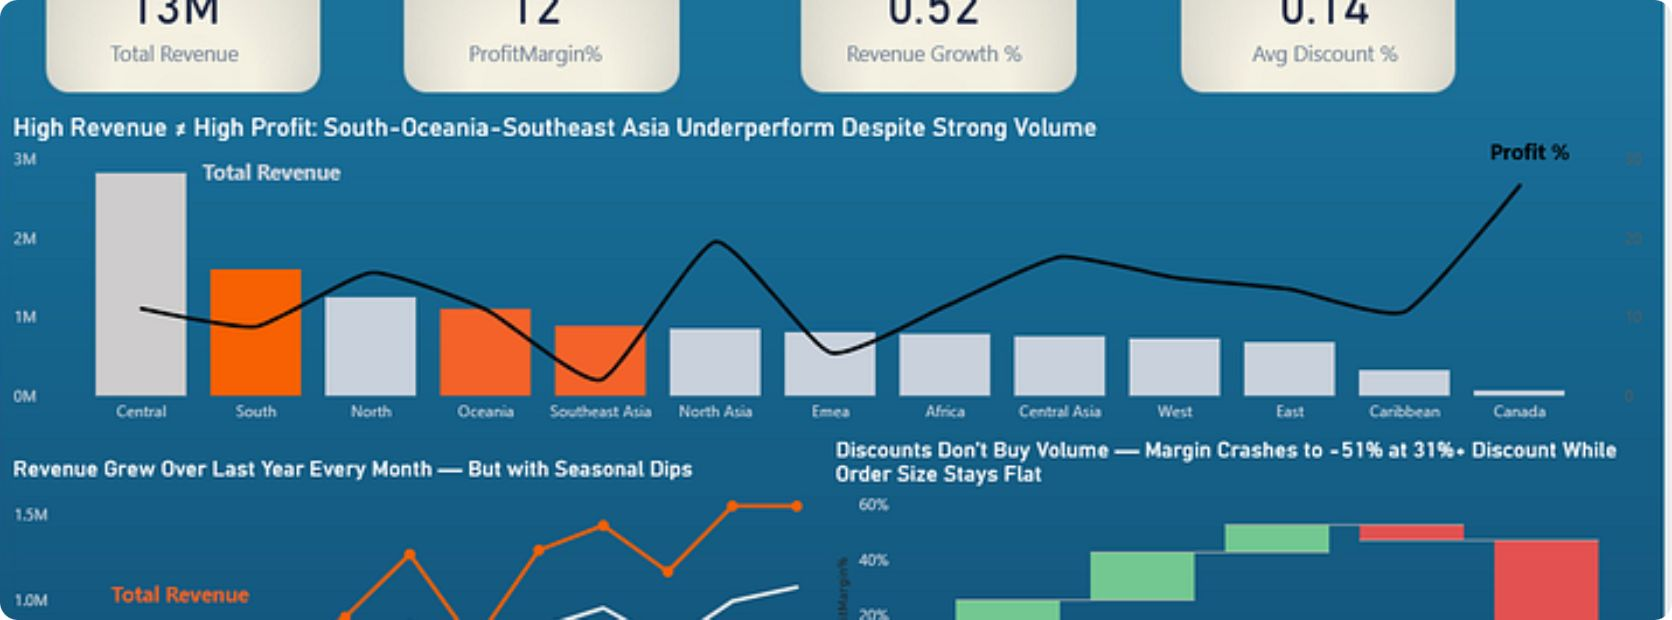 13M
12
0.52
0.14
Total Revenue
ProfitMargin%
Revenue Growth %
Avg Discount %
High Revenue ≠ High Profit: South-Oceania-Southeast Asia Underperform Despite Strong Volume
3M
Total Revenue
Profit %
30
2M
20
1M
10
0M
0
Central
South
North
Oceania
Southeast Asia
North Asia
Emea
Africa
Central Asia
West
East
Caribbean
Canada
Revenue Grew Over Last Year Every Month — But with Seasonal Dips
1.5M
Total Revenue
1.0M
Discounts Don't Buy Volume — Margin Crashes to -51% at 31%+ Discount While
Order Size Stays Flat
60%
40%
20%